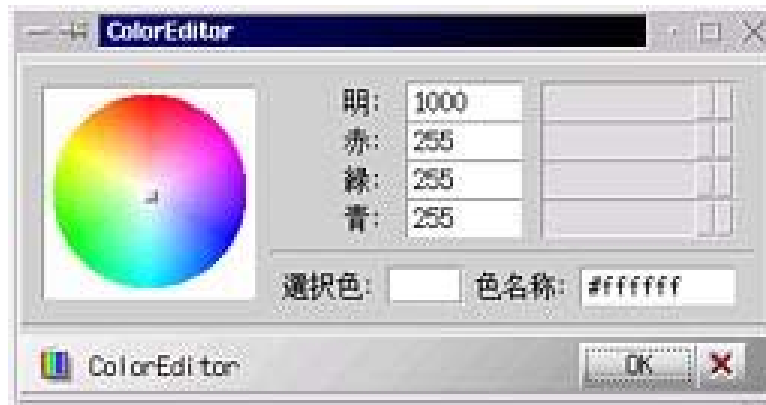 ColorEditor
明: 1000
赤: 255
緑: 255
青: 255
選択色: 色名称: #ffffff
ColorEditor OK